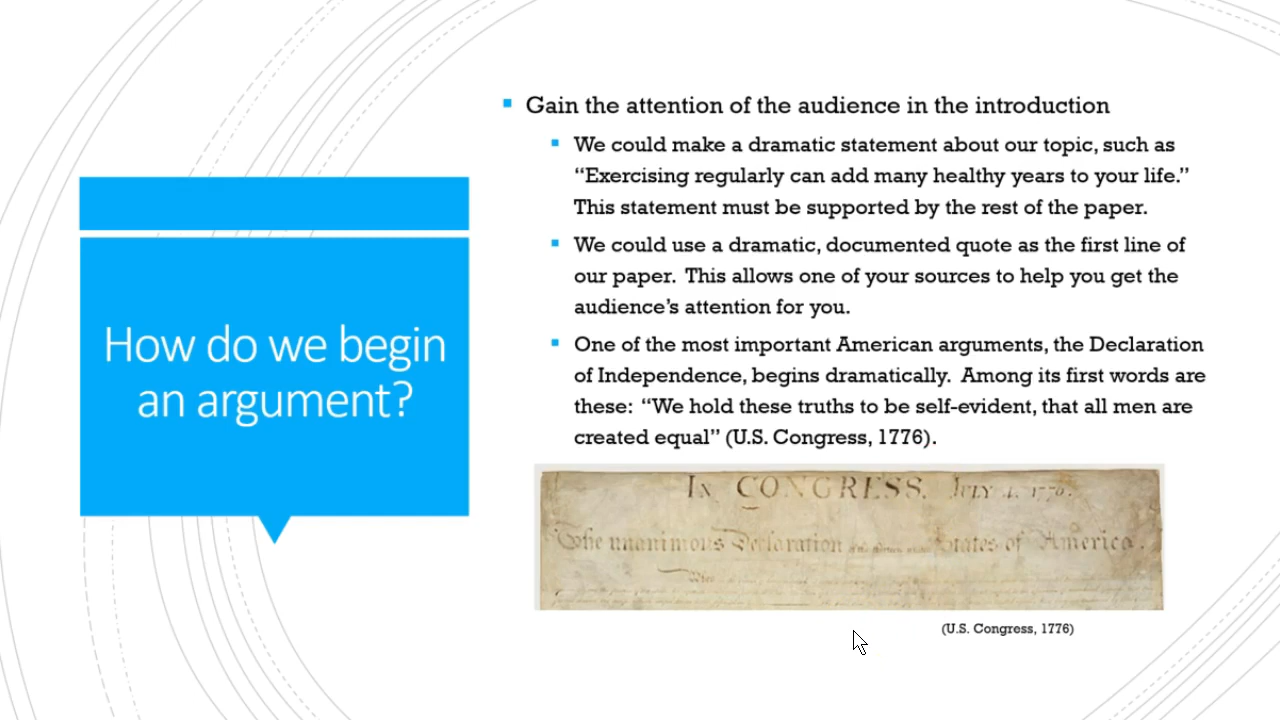 How do we begin
an argument?
Gain the attention of the audience in the introduction
We could make a dramatic statement about our topic, such as
“Exercising regularly can add many healthy years to your life.”
This statement must be supported by the rest of the paper.
We could use a dramatic, documented quote as the first line of
our paper.  This allows one of your sources to help you get the
audience’s attention for you.
One of the most important American arguments, the Declaration
of Independence, begins dramatically.  Among its first words are
these:  “We hold these truths to be self-evident, that all men are
created equal” (U.S. Congress, 1776).
In CONGRESS. July 4. 1776.
The unanimous Declaration States of America.
(U.S. Congress, 1776)